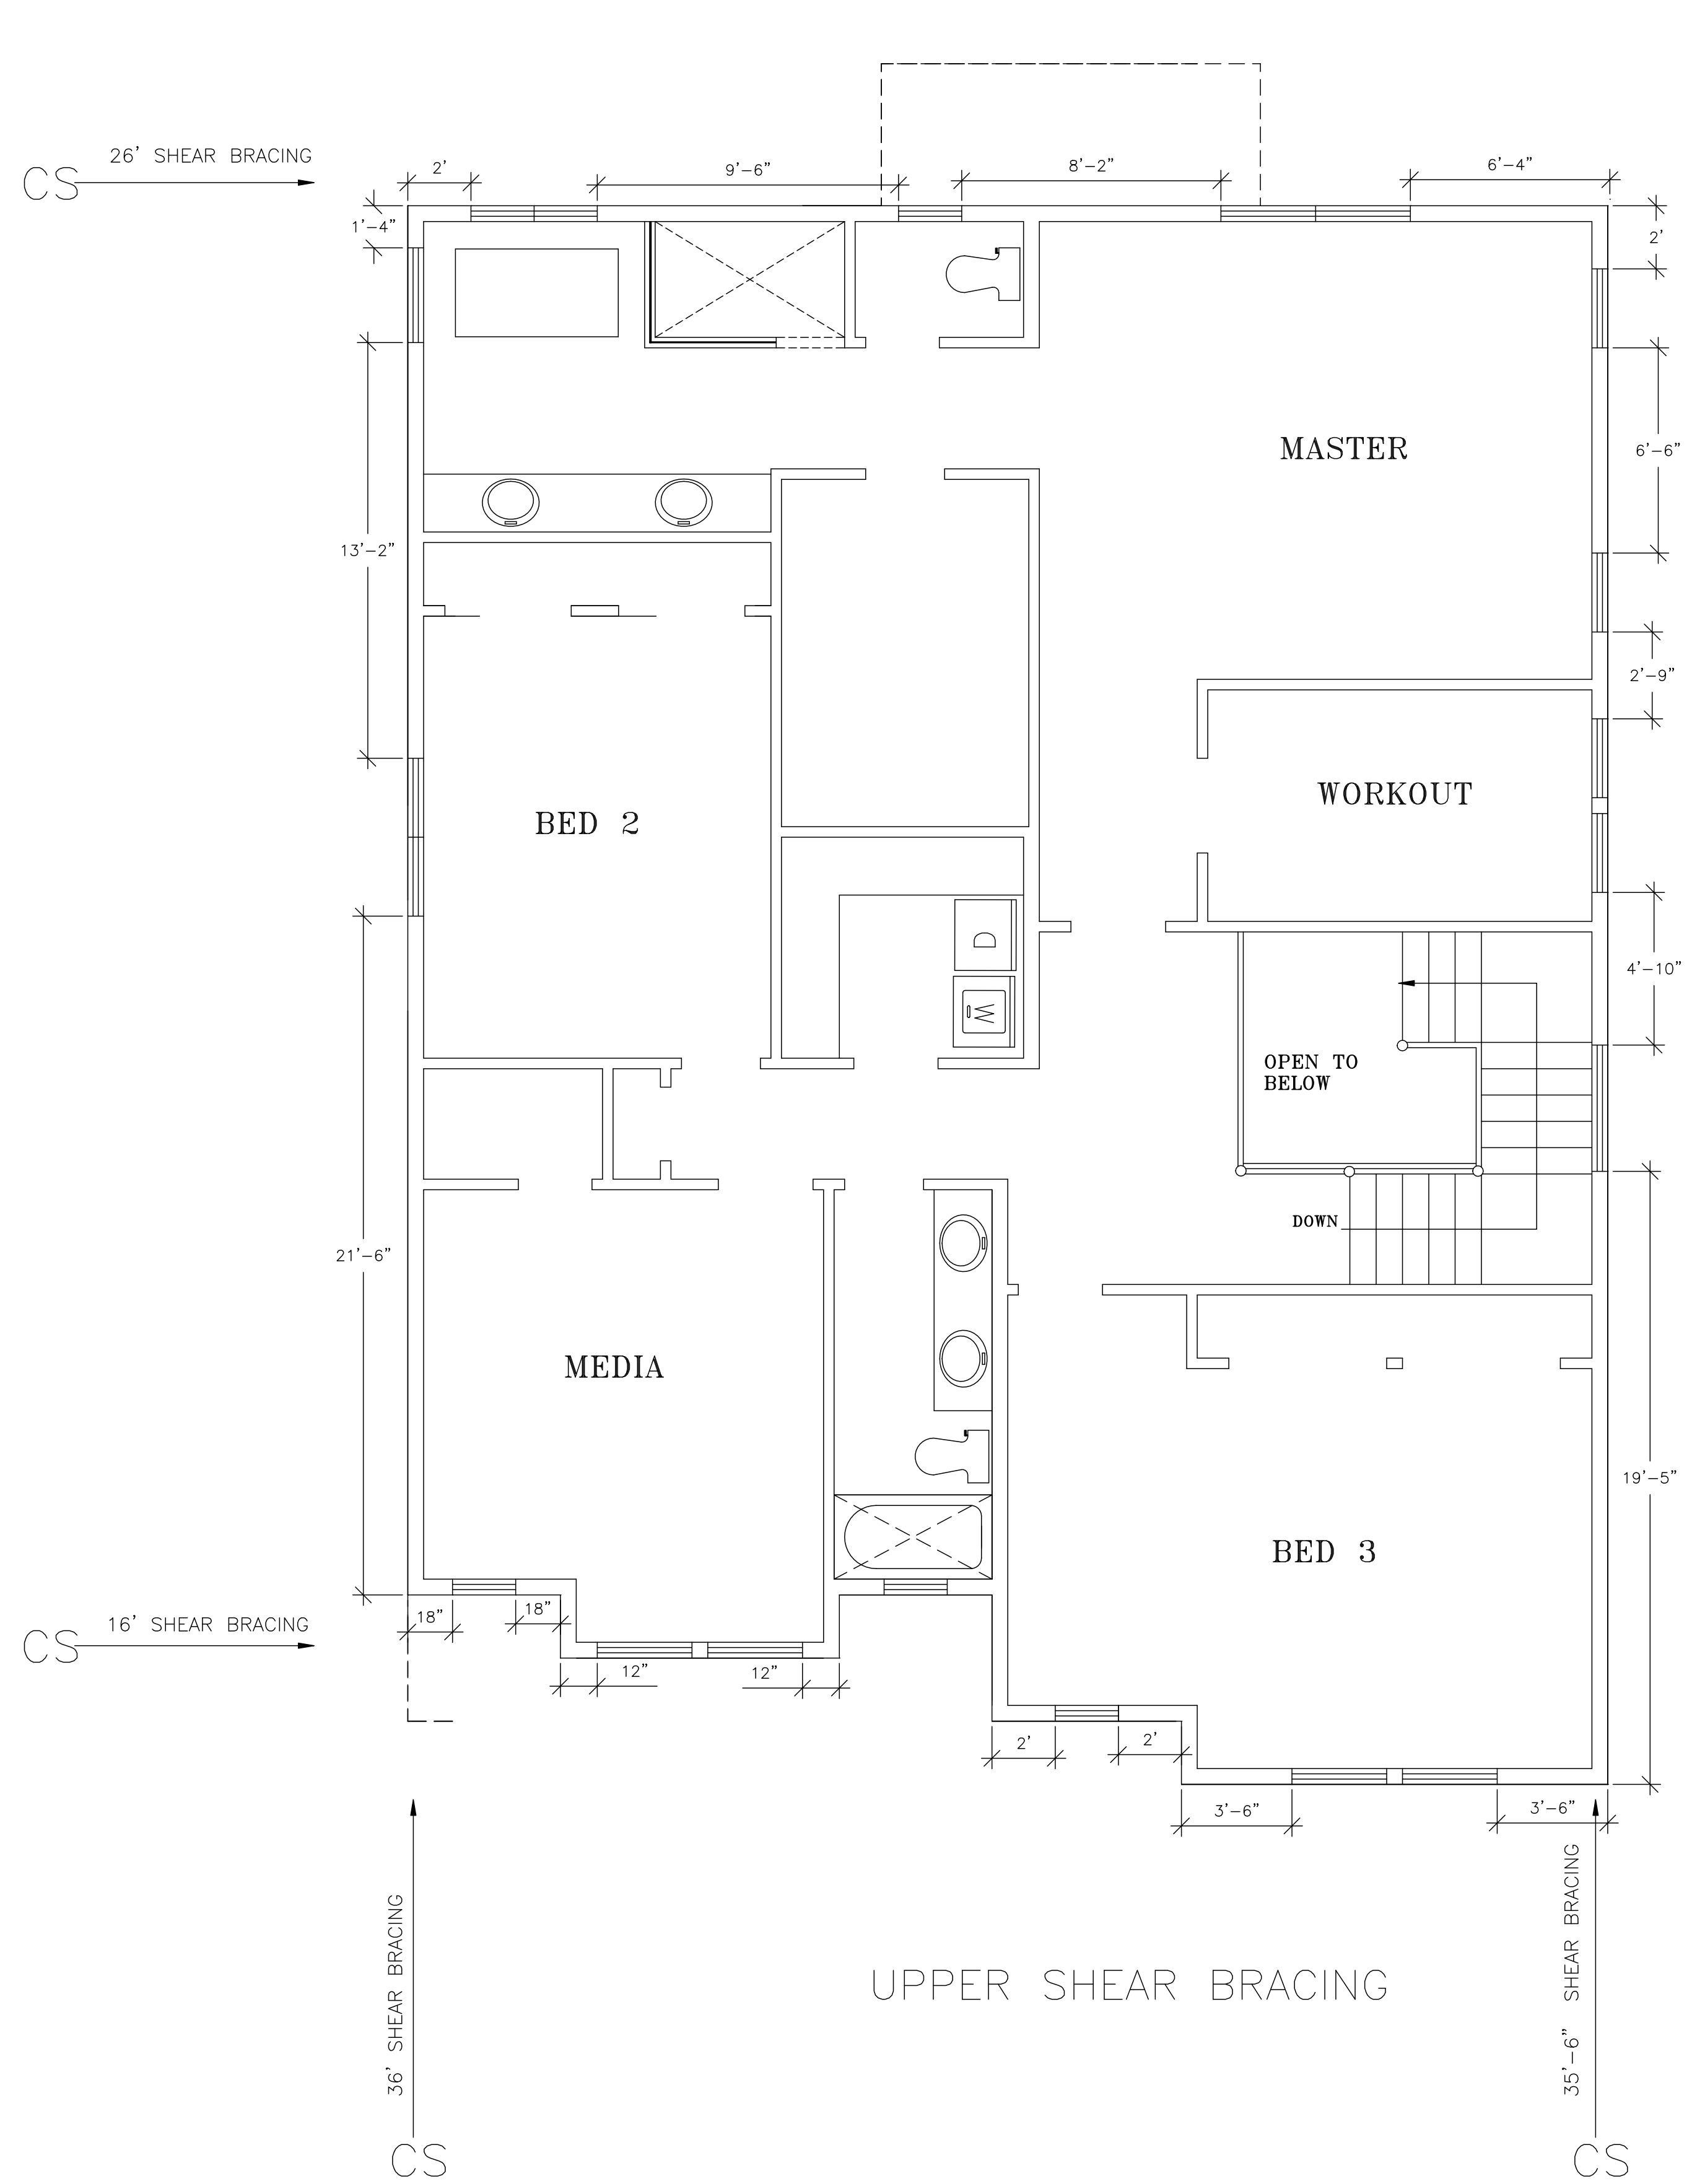 26' SHEAR BRACING
CS
2'
9'-6"
8'-2"
6'-4"
1'-4"
2'
MASTER
6'-6"
13'-2"
2'-9"
WORKOUT
BED 2
D
4'-10"
W
OPEN TO
BELOW
DOWN
21'-6"
MEDIA
19'-5"
BED 3
16' SHEAR BRACING
CS
18"
18"
12"
12"
2'
2'
3'-6"
3'-6"
36' SHEAR BRACING
CS
35'-6" SHEAR BRACING
CS
UPPER SHEAR BRACING